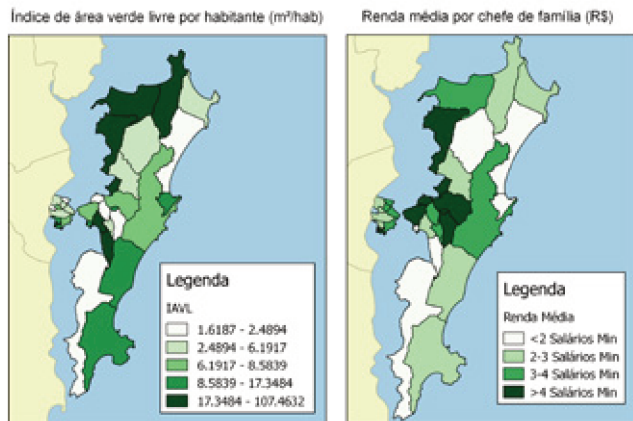 Índice de área verde livre por habitante (m²/hab)
Legenda
IAVL
1.6187 - 2.4894
2.4894 - 6.1917
6.1917 - 8.5839
8.5839 - 17.3484
17.3484 - 107.4632
Renda média por chefe de família (R$)
Legenda
Renda Média
<2 Salários Min
2-3 Salários Min
3-4 Salários Min
>4 Salários Min